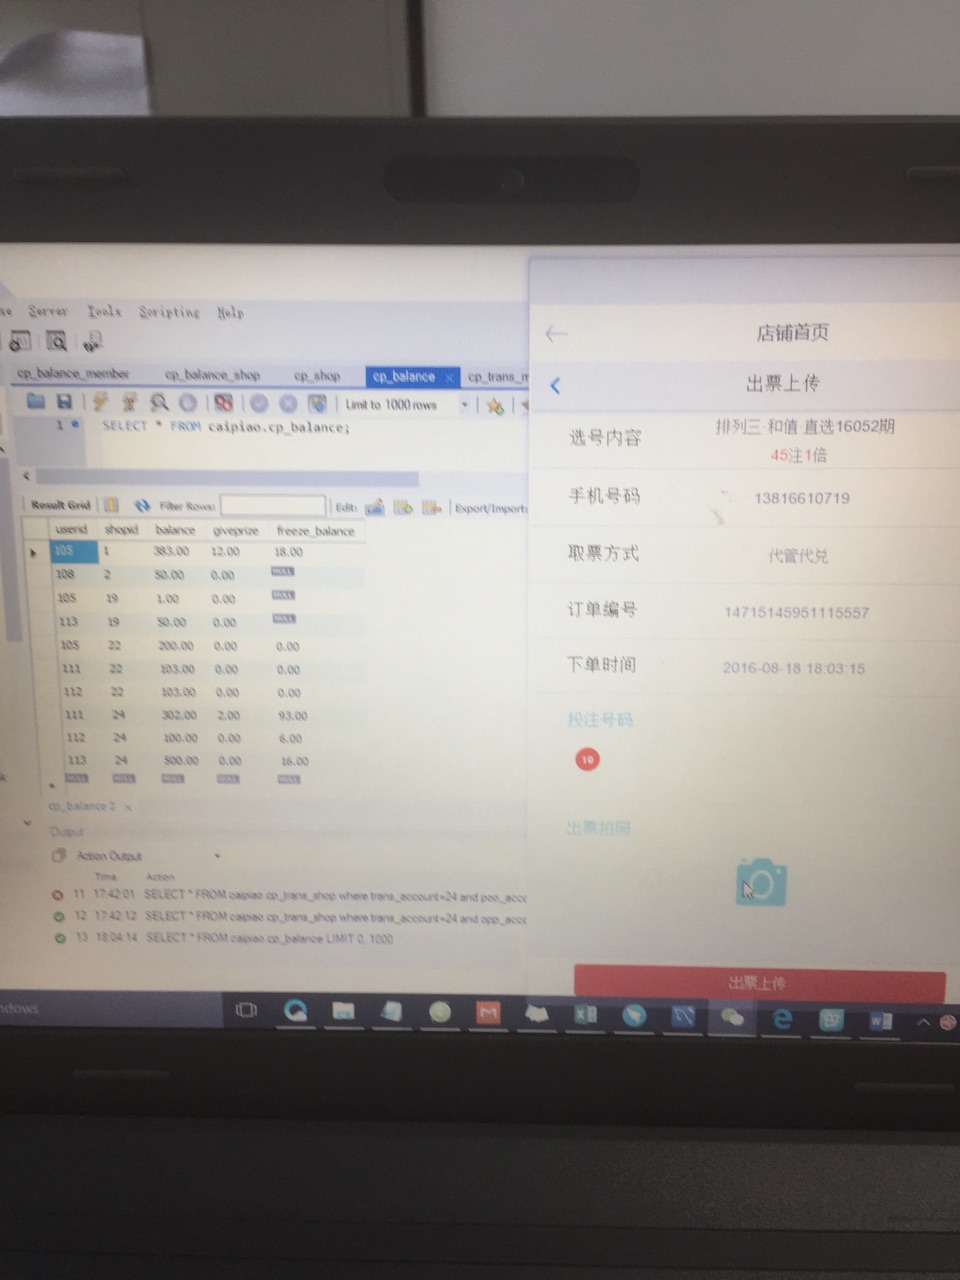 Server Tools Scripting Help
cp_balance_member cp_balance_shop cp_shop cp_balance
Limit to 1000 rows
1 SELECT * FROM caipiao.cp_balance;
Result Grid Filter Rows: Edit: Export/Import:
userid shopid balance giveprize freeze_balance
105 1 383.00 12.00 18.00
108 2 50.00 0.00 NULL
105 19 1.00 0.00 NULL
113 19 50.00 0.00 NULL
105 22 200.00 0.00 0.00
111 22 103.00 0.00 0.00
112 22 103.00 0.00 0.00
111 24 302.00 2.00 93.00
112 24 100.00 0.00 6.00
113 24 500.00 0.00 16.00
NULL NULL NULL NULL NULL
cp_balance 2
Output
Action Output
Time Action
11 17:42:01 SELECT * FROM caipiao.cp_trans_shop where trans_account=24 and poo_acc
12 17:42:12 SELECT * FROM caipiao.cp_trans_shop where trans_account=24 and opp_acc
13 18:04:14 SELECT * FROM caipiao.cp_balance LIMIT 0, 1000
店铺首页
出票上传
选号内容 排列三·和值·直选16052期
45注1倍
手机号码 13816610719
取票方式 代管代兑
订单编号 14715145951115557
下单时间 2016-08-18 18:03:15
投注号码
19
出票拍照
出票上传